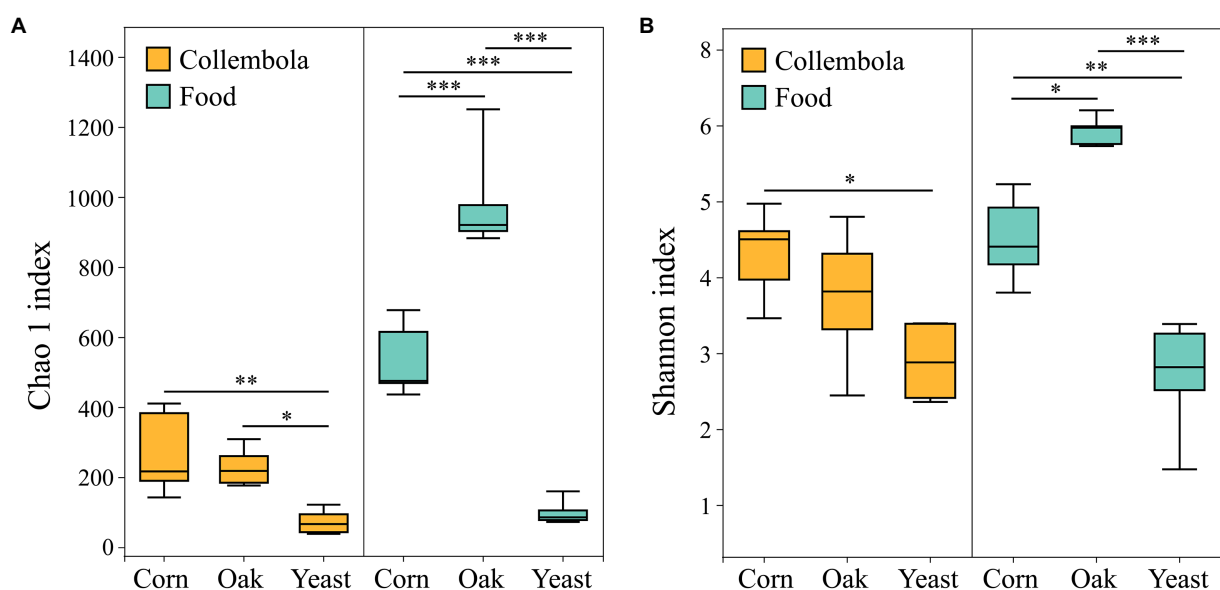 A
Chao 1 index
1400
1200
1000
800
600
400
200
0
Collembola
Food
**
*
***
***
***
Corn Oak Yeast Corn Oak Yeast
B
Shannon index
8
6
5
4
3
2
1
Collembola
Food
*
***
**
*
Corn Oak Yeast Corn Oak Yeast